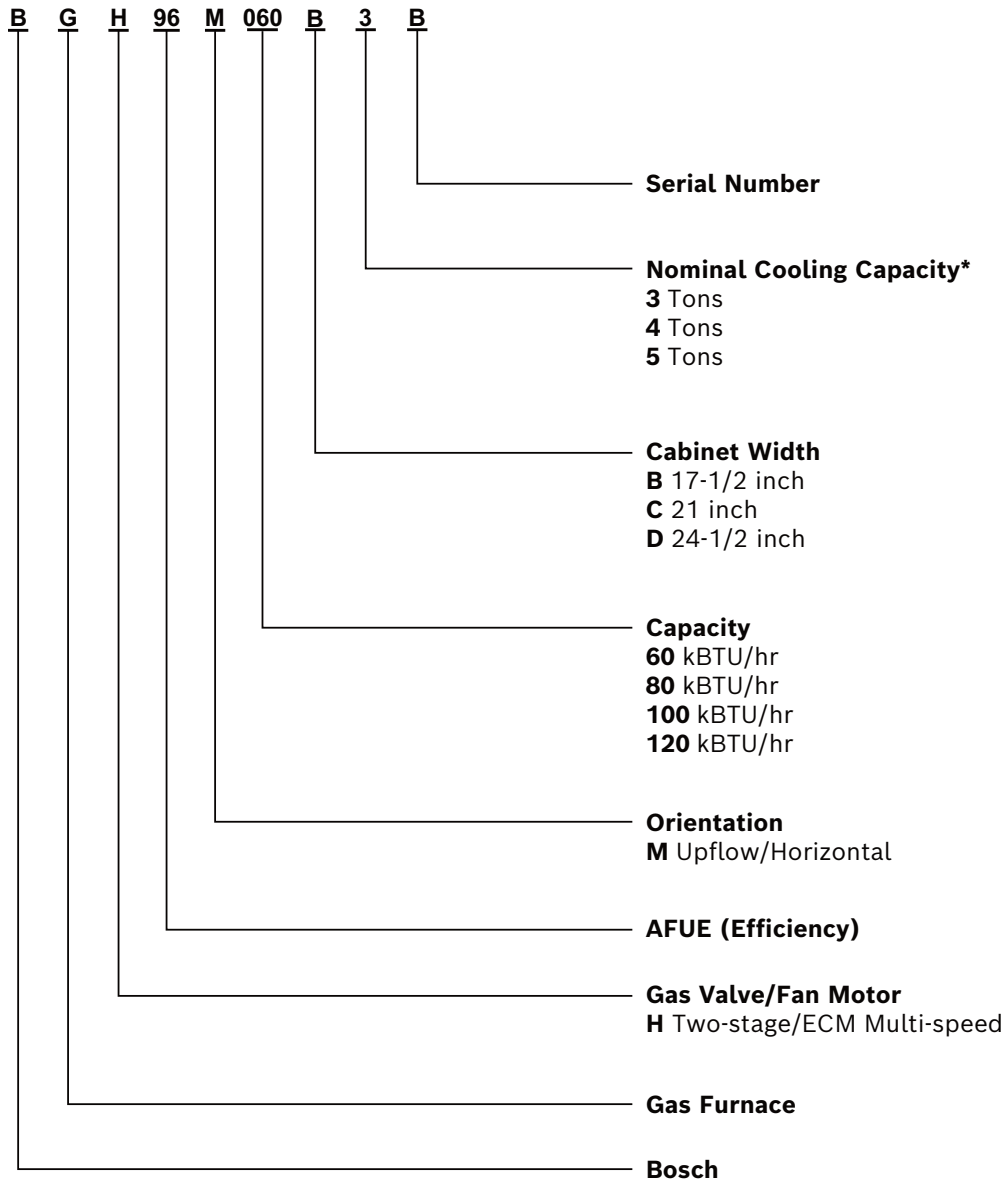 B G H 96 M 060 B 3 B
Serial Number
Nominal Cooling Capacity*
3 Tons
4 Tons
5 Tons
Cabinet Width
B 17-1/2 inch
C 21 inch
D 24-1/2 inch
Capacity
60 kBTU/hr
80 kBTU/hr
100 kBTU/hr
120 kBTU/hr
Orientation
M Upflow/Horizontal
AFUE (Efficiency)
Gas Valve/Fan Motor
H Two-stage/ECM Multi-speed
Gas Furnace
Bosch